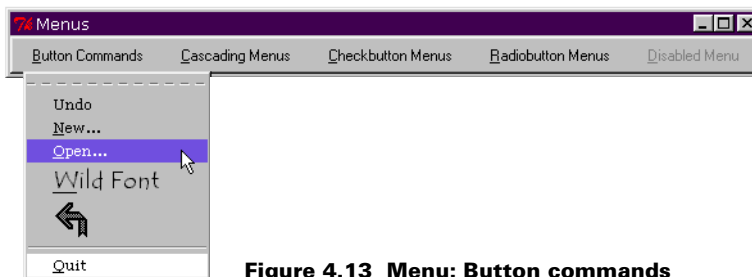 Menus
Button Commands Cascading Menus Checkbutton Menus Radiobutton Menus Disabled Menu
Undo
New...
Open...
Wild Font
Quit
Figure 4.13 Menu: Button commands